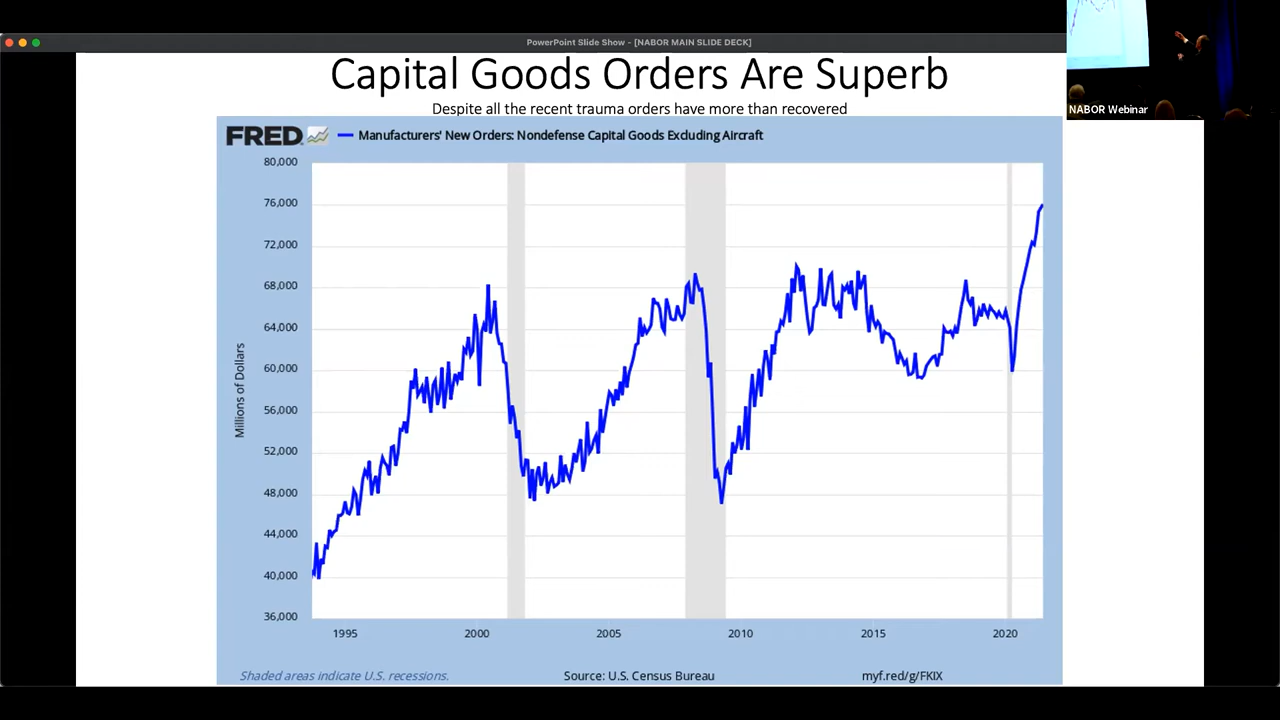 PowerPoint Slide Show - [NABOR MAIN SLIDE DECK]
NABOR Webinar
Capital Goods Orders Are Superb
Despite all the recent trauma orders have more than recovered
FRED
Manufacturers' New Orders: Nondefense Capital Goods Excluding Aircraft
80,000
76,000
72,000
68,000
64,000
60,000
56,000
52,000
48,000
44,000
40,000
36,000
Millions of Dollars
1995 2000 2005 2010 2015 2020
Shaded areas indicate U.S. recessions. Source: U.S. Census Bureau myf.red/g/FKIX